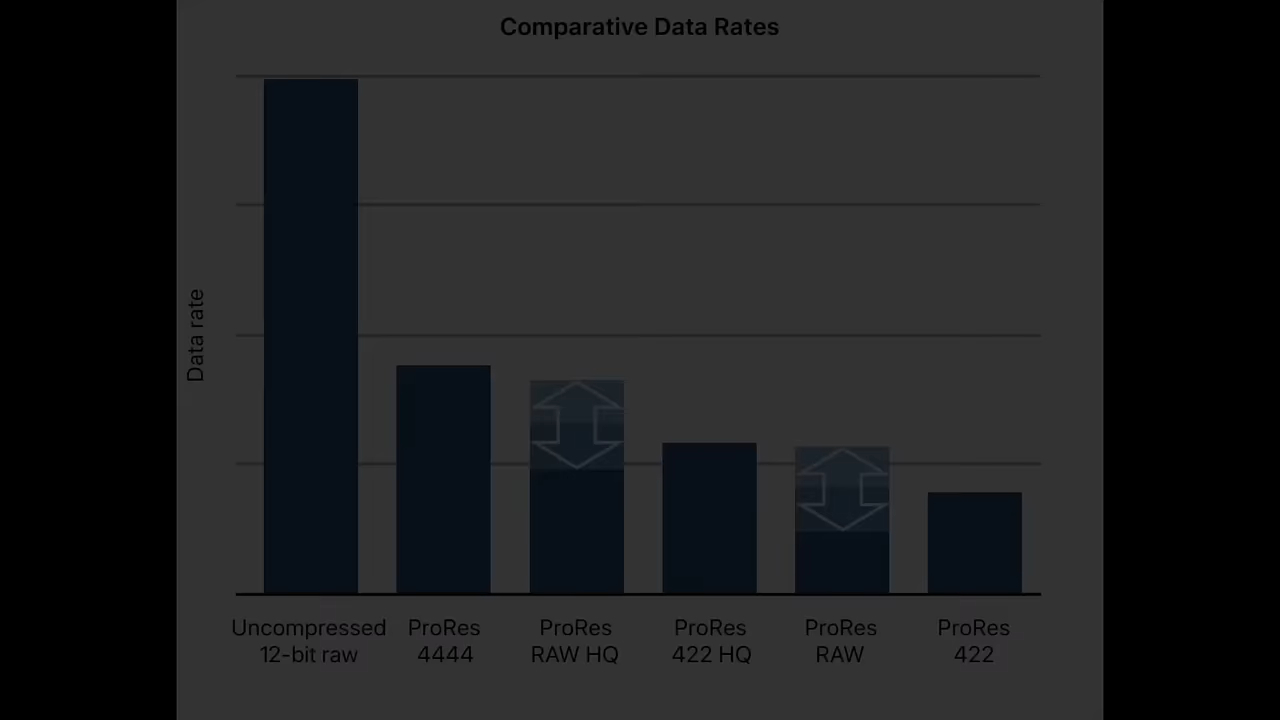 Comparative Data Rates
Data rate
Uncompressed
12-bit raw
ProRes
4444
ProRes
RAW HQ
ProRes
422 HQ
ProRes
RAW
ProRes
422